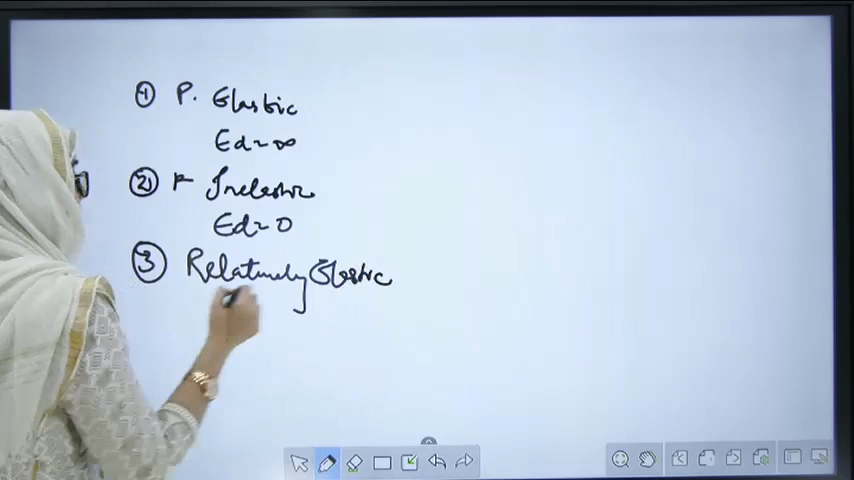 ① P. Elastic
Ed=∞
② P Inelastic
Ed=0
③ Relatively Elastic